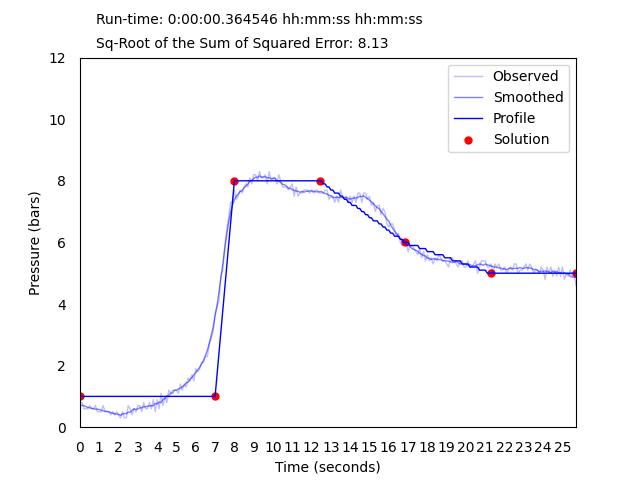 Run-time: 0:00:00.364546 hh:mm:ss hh:mm:ss
Sq-Root of the Sum of Squared Error: 8.13
12
10
8
6
4
2
0
Pressure (bars)
Observed
Smoothed
Profile
Solution
0 1 2 3 4 5 6 7 8 9 10 11 12 13 14 15 16 17 18 19 20 21 22 23 24 25
Time (seconds)